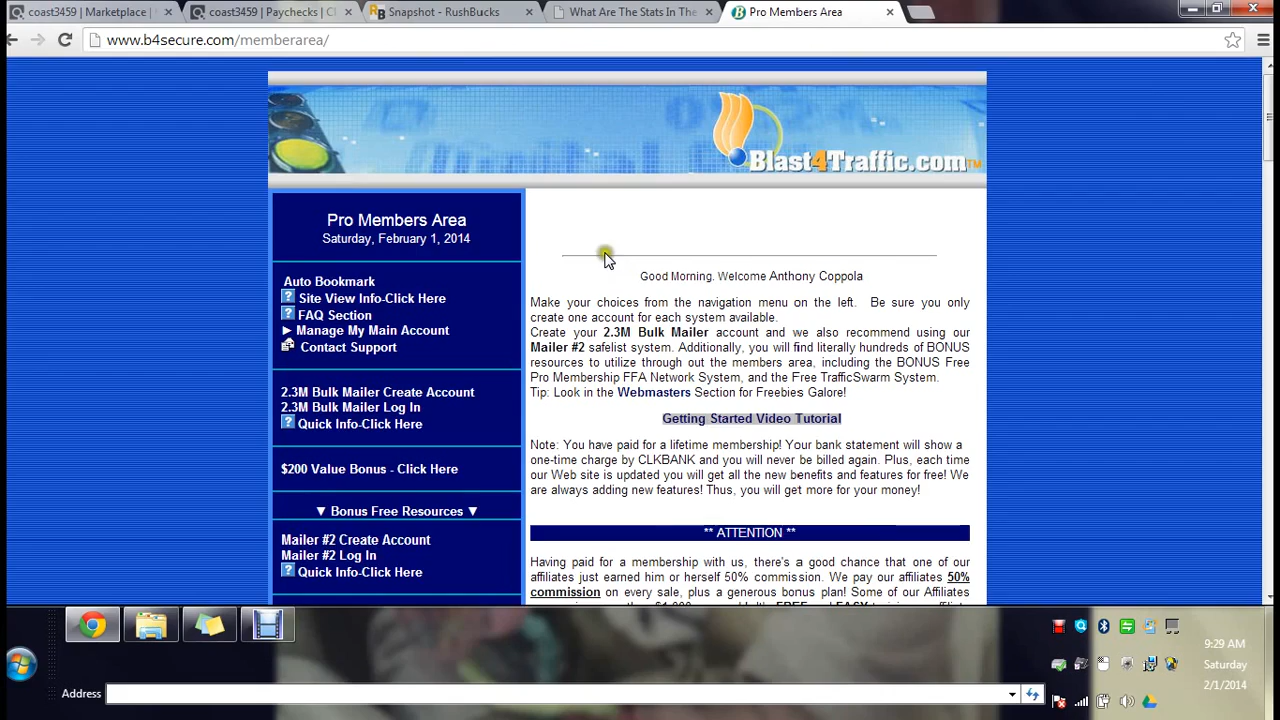 coast3459 | Marketplace |
coast3459 | Paychecks | Cl
Snapshot - RushBucks
What Are The Stats In The
Pro Members Area
www.b4secure.com/memberarea/
Blast4Traffic.com™
Pro Members Area
Saturday, February 1, 2014
Auto Bookmark
? Site View Info-Click Here
? FAQ Section
► Manage My Main Account
Contact Support
2.3M Bulk Mailer Create Account
2.3M Bulk Mailer Log In
? Quick Info-Click Here
$200 Value Bonus - Click Here
▼ Bonus Free Resources ▼
Mailer #2 Create Account
Mailer #2 Log In
? Quick Info-Click Here
Good Morning. Welcome Anthony Coppola
Make your choices from the navigation menu on the left. Be sure you only
create one account for each system available.
Create your 2.3M Bulk Mailer account and we also recommend using our
Mailer #2 safelist system. Additionally, you will find literally hundreds of BONUS
resources to utilize through out the members area, including the BONUS Free
Pro Membership FFA Network System, and the Free TrafficSwarm System.
Tip: Look in the Webmasters Section for Freebies Galore!
Getting Started Video Tutorial
Note: You have paid for a lifetime membership! Your bank statement will show a
one-time charge by CLKBANK and you will never be billed again. Plus, each time
our Web site is updated you will get all the new benefits and features for free! We
are always adding new features! Thus, you will get more for your money!
** ATTENTION **
Having paid for a membership with us, there's a good chance that one of our
affiliates just earned him or herself 50% commission. We pay our affiliates 50%
commission on every sale, plus a generous bonus plan! Some of our Affiliates
9:29 AM
Saturday
2/1/2014
Address